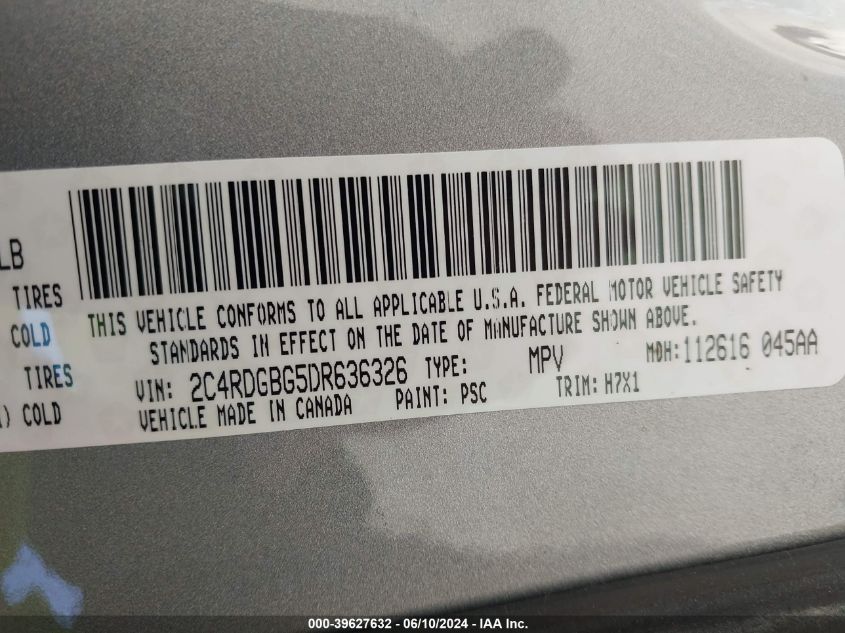 LB
TIRES
COLD
TIRES
) COLD
THIS VEHICLE CONFORMS TO ALL APPLICABLE U.S.A. FEDERAL MOTOR VEHICLE SAFETY
STANDARDS IN EFFECT ON THE DATE OF MANUFACTURE SHOWN ABOVE.
VIN: 2C4RDGBG5DR636326 TYPE: MPV MDH:112616 045AA
VEHICLE MADE IN CANADA PAINT: PSC TRIM: H7X1
000-39627632 / 06/10/2024 - IAA Inc.